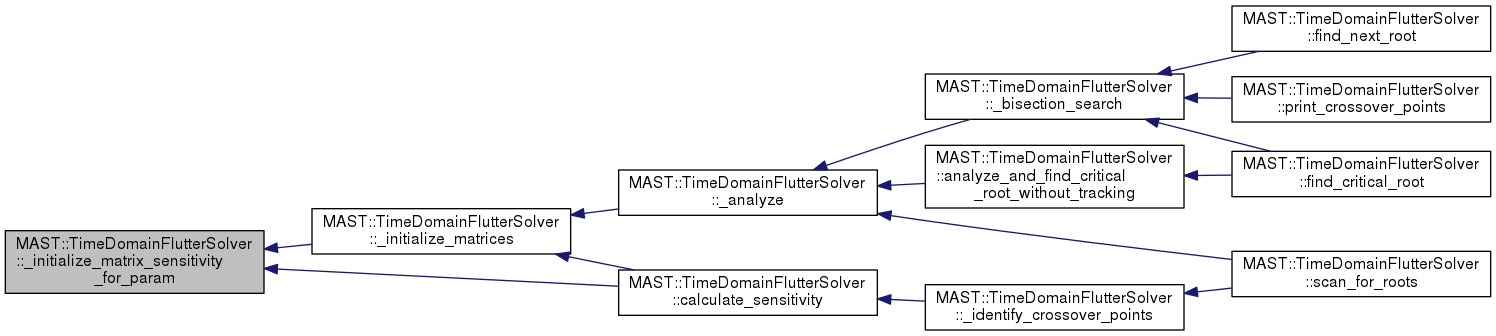 MAST::TimeDomainFlutterSolver
::_initialize_matrix_sensitivity
_for_param
MAST::TimeDomainFlutterSolver
::_initialize_matrices
MAST::TimeDomainFlutterSolver
::_analyze
MAST::TimeDomainFlutterSolver
::calculate_sensitivity
MAST::TimeDomainFlutterSolver
::_bisection_search
MAST::TimeDomainFlutterSolver
::analyze_and_find_critical
_root_without_tracking
MAST::TimeDomainFlutterSolver
::_identify_crossover_points
MAST::TimeDomainFlutterSolver
::find_next_root
MAST::TimeDomainFlutterSolver
::print_crossover_points
MAST::TimeDomainFlutterSolver
::find_critical_root
MAST::TimeDomainFlutterSolver
::scan_for_roots